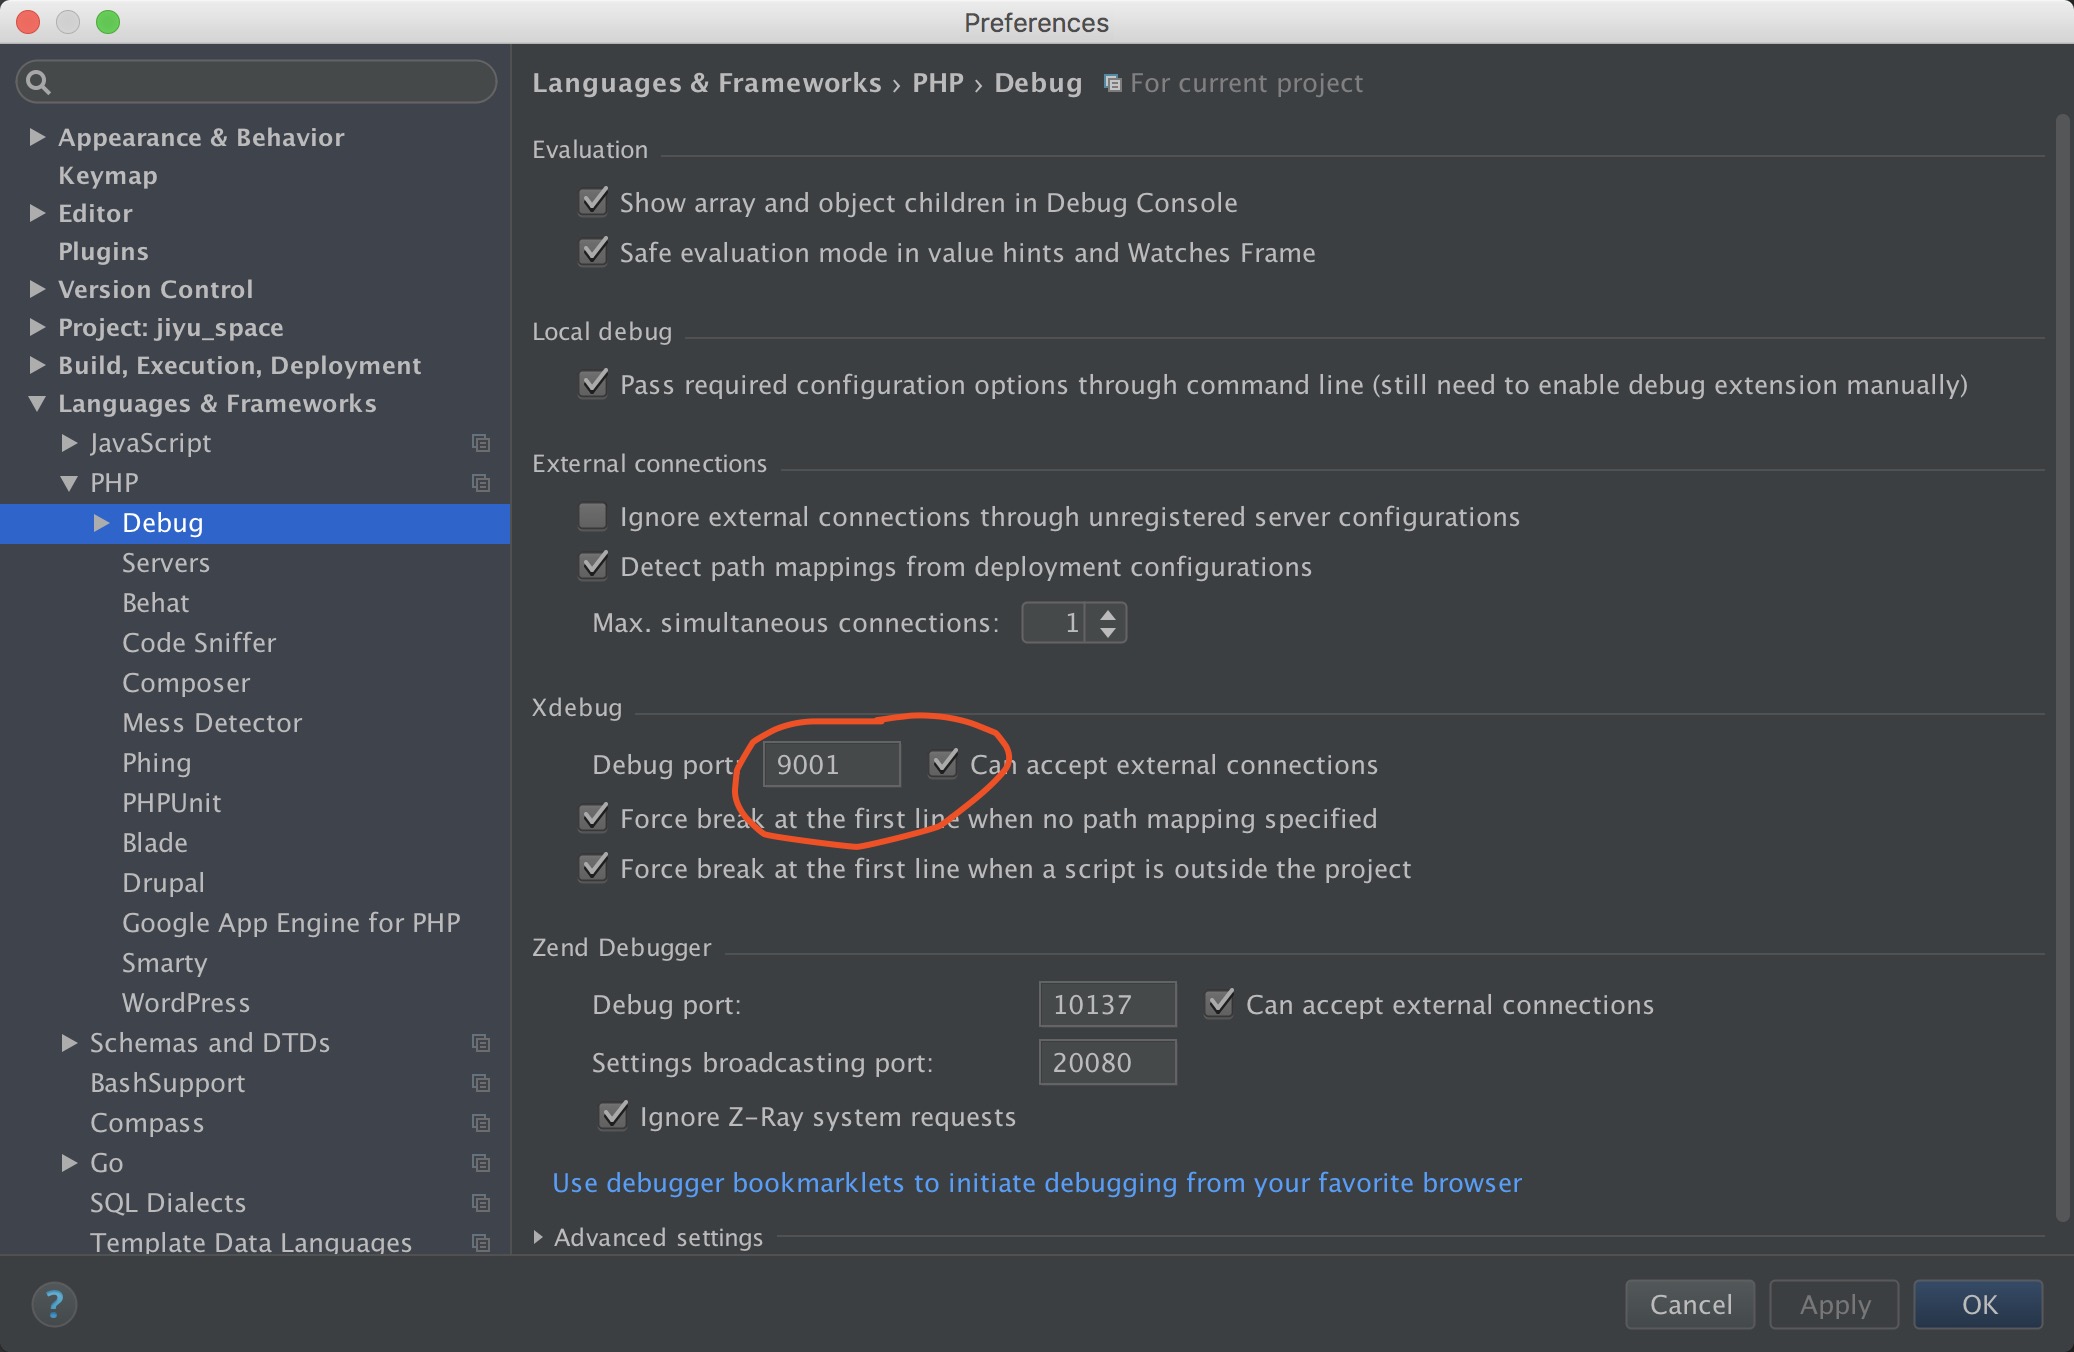 Preferences
Languages & Frameworks › PHP › Debug For current project
Appearance & Behavior
Keymap
Editor
Plugins
Version Control
Project: jiyu_space
Build, Execution, Deployment
Languages & Frameworks
JavaScript
PHP
Debug
Servers
Behat
Code Sniffer
Composer
Mess Detector
Phing
PHPUnit
Blade
Drupal
Google App Engine for PHP
Smarty
WordPress
Schemas and DTDs
BashSupport
Compass
Go
SQL Dialects
Template Data Languages
Evaluation
Show array and object children in Debug Console
Safe evaluation mode in value hints and Watches Frame
Local debug
Pass required configuration options through command line (still need to enable debug extension manually)
External connections
Ignore external connections through unregistered server configurations
Detect path mappings from deployment configurations
Max. simultaneous connections: 1
Xdebug
Debug port: 9001 Can accept external connections
Force break at the first line when no path mapping specified
Force break at the first line when a script is outside the project
Zend Debugger
Debug port: 10137 Can accept external connections
Settings broadcasting port: 20080
Ignore Z-Ray system requests
Use debugger bookmarklets to initiate debugging from your favorite browser
Advanced settings
?
Cancel Apply OK